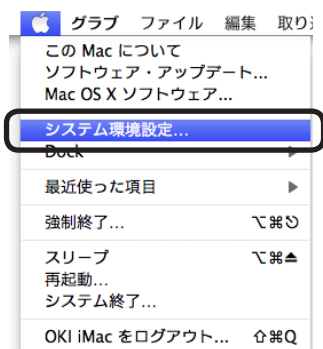 グラブ ファイル 編集 取り
この Mac について
ソフトウェア・アップデート...
Mac OS X ソフトウェア...
システム環境設定...
Dock
最近使った項目
強制終了... ⌥⌘⎋
スリープ ⌥⌘⏏
再起動...
システム終了...
OKI iMac をログアウト... ⇧⌘Q